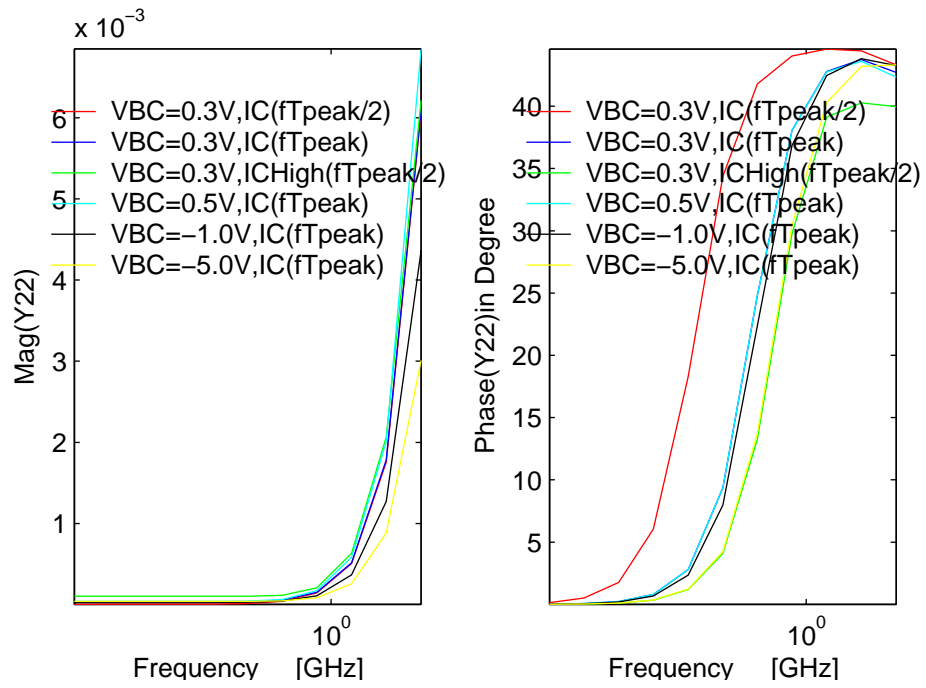 x 10⁻³
6
5
4
3
2
1
Mag(Y22)
VBC=0.3V,IC(fTpeak/2)
VBC=0.3V,IC(fTpeak)
VBC=0.3V,ICHigh(fTpeak/2)
VBC=0.5V,IC(fTpeak)
VBC=−1.0V,IC(fTpeak)
VBC=−5.0V,IC(fTpeak)
10⁰
Frequency [GHz]
40
35
30
25
20
15
10
5
Phase(Y22)in Degree
VBC=0.3V,IC(fTpeak/2)
VBC=0.3V,IC(fTpeak)
VBC=0.3V,ICHigh(fTpeak/2)
VBC=0.5V,IC(fTpeak)
VBC=−1.0V,IC(fTpeak)
VBC=−5.0V,IC(fTpeak)
10⁰
Frequency [GHz]